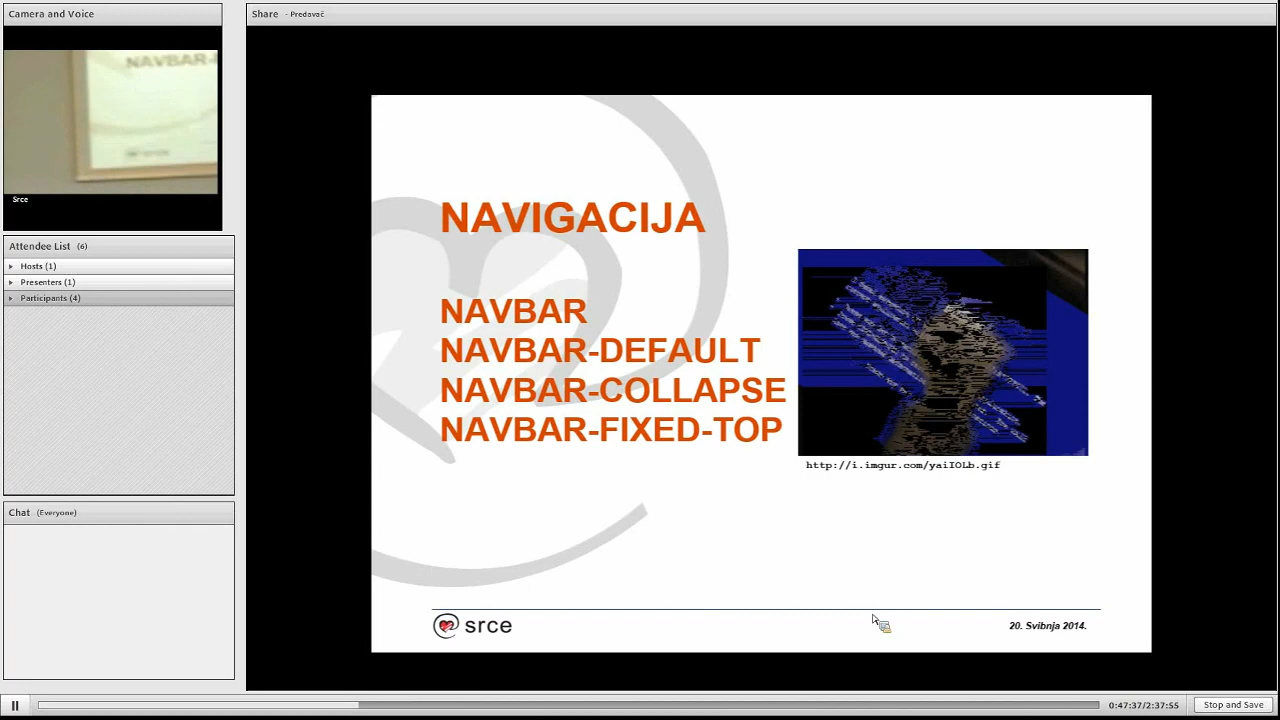 Camera and Voice
NAVBAR-
Srce
Attendee List (6)
Hosts (1)
Presenters (1)
Participants (4)
Chat (Everyone)
Share - Predavač
NAVIGACIJA
NAVBAR
NAVBAR-DEFAULT
NAVBAR-COLLAPSE
NAVBAR-FIXED-TOP
http://i.imgur.com/yaiIOLb.gif
srce
20. Svibnja 2014.
0:47:37/2:37:55
Stop and Save